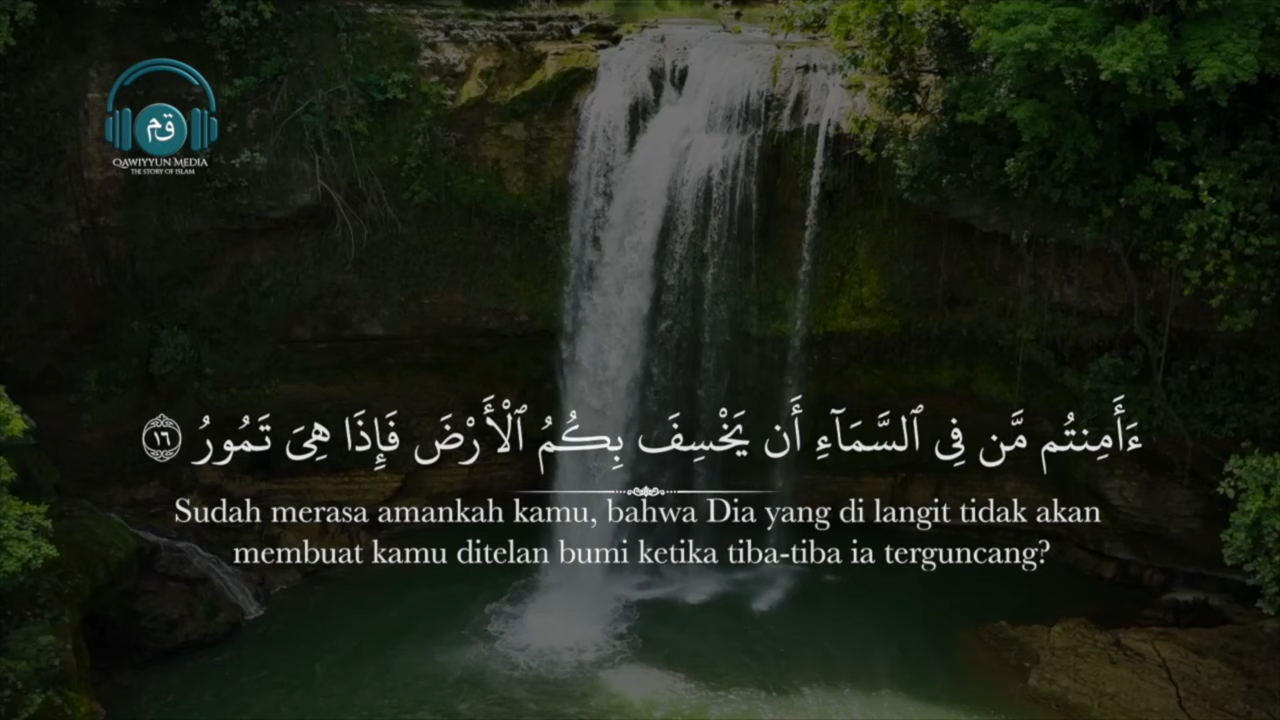 قم
QAWIYYUN MEDIA
THE STORY OF ISLAM
ءَأَمِنتُم مَّن فِى ٱلسَّمَآءِ أَن يَخْسِفَ بِكُمُ ٱلْأَرْضَ فَإِذَا هِىَ تَمُورُ ١٦
Sudah merasa amankah kamu, bahwa Dia yang di langit tidak akan
membuat kamu ditelan bumi ketika tiba-tiba ia terguncang?